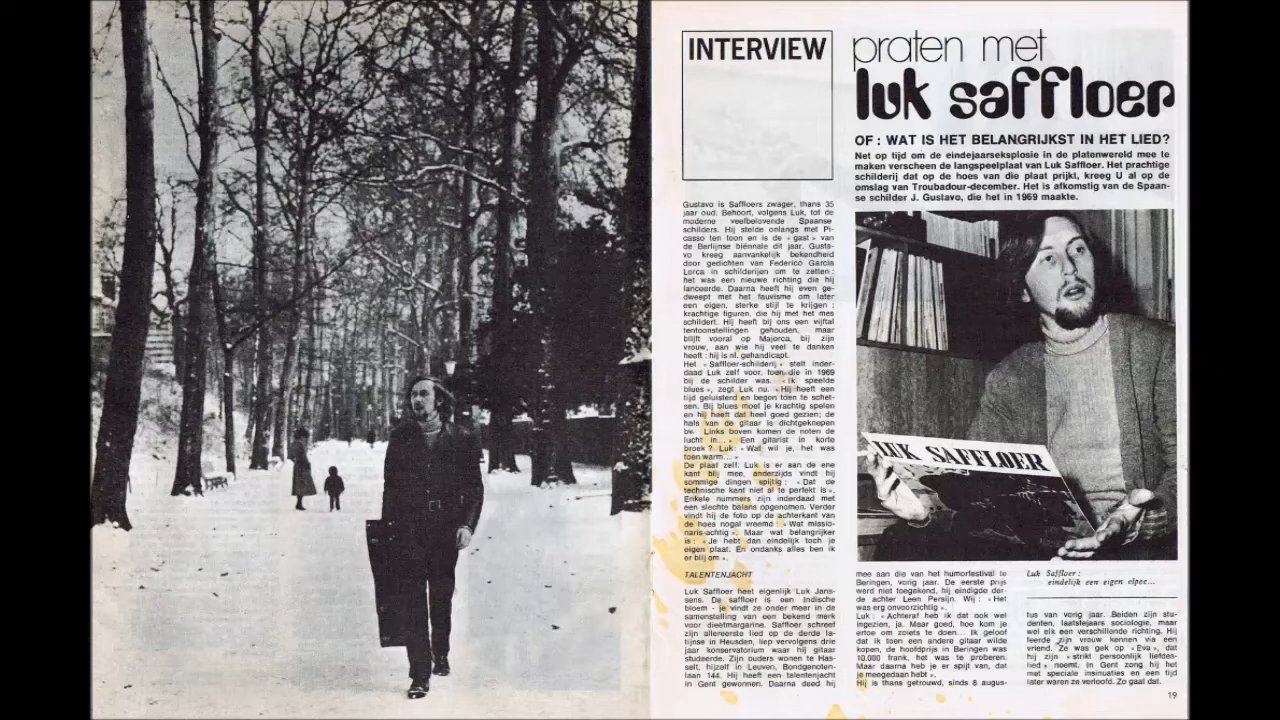 INTERVIEW
praten met
luk saffloer
OF : WAT IS HET BELANGRIJKST IN HET LIED?
Net op tijd om de eindejaarseksplosie in de platenwereld mee te
maken verscheen de langspeelplaat van Luk Saffloer. Het prachtige
schilderij dat op de hoes van die plaat prijkt, kreeg U al op de
omslag van Troubadour-december. Het is afkomstig van de Spaan-
se schilder J. Gustavo, die het in 1969 maakte.
Gustavo is Saffloers zwager, thans 35
jaar oud. Behoort, volgens Luk, tot de
moderne veelbelovende Spaanse
schilders. Hij stelde onlangs met Pi-
casso ten toon en is de « gast » van
de Berlijnse biënnale dit jaar. Gusta-
vo kreeg aanvankelijk bekendheid
door gedichten van Federico Garcia
Lorca in schilderijen om te zetten :
het was een nieuwe richting die hij
lanceerde. Daarna heeft hij even ge-
dweept met het fauvisme om later
een eigen, sterke stijl te krijgen :
krachtige figuren, die hij met het mes
schildert. Hij heeft bij ons een vijftal
tentoonstellingen gehouden, maar
blijft vooral op Majorca, bij zijn
vrouw, aan wie hij veel te danken
heeft : hij is nl. gehandicapt.
Het « Saffloer-schilderij » stelt inder-
daad Luk zelf voor, toen die in 1969
bij de schilder was. « Ik speelde
blues », zegt Luk nu. « Hij heeft een
tijd geluisterd en begon toen te schet-
sen. Bij blues moet je krachtig spelen
en hij heeft dat heel goed gezien; de
hals van de gitaar is dichtgeknepen
bv. Links boven komen de noten de
lucht in... » Een gitarist in korte
broek ? Luk: « Wat wil je, het was
toen warm... »
De plaat zelf. Luk is er aan de ene
kant blij mee, anderzijds vindt hij
sommige dingen spijtig : « Dat de
technische kant niet al te perfekt is ».
Enkele nummers zijn inderdaad met
een slechte balans opgenomen. Verder
vindt hij de foto op de achterkant van
de hoes nogal vreemd : « Wat missio-
naris-achtig ». Maar wat belangrijker
is : « Je hebt dan eindelijk toch je
eigen plaat. En ondanks alles ben ik
er blij om ».
TALENTENJACHT
Luk Saffloer heet eigenlijk Luk Jans-
sens. De saffloer is een Indische
bloem - je vindt ze onder meer in de
samenstelling van een bekend merk
voor dieetmargarine. Saffloer schreef
zijn allereerste lied op de derde la-
tijnse in Heusden, liep vervolgens drie
jaar konservatorium waar hij gitaar
studeerde. Zijn ouders wonen te Has-
selt, hijzelf in Leuven, Bondgenoten-
laan 144. Hij heeft een talentenjacht
in Gent gewonnen. Daarna deed hij
LUK SAFFLOER
mee aan die van het humorfestival te
Beringen, vorig jaar. De eerste prijs
werd niet toegekend, hij eindigde der-
de achter Leen Persijn. Wij : « Het
was erg onvoorzichtig ».
Luk : « Achteraf heb ik dat ook wel
ingezien, ja. Maar goed, hoe kom je
ertoe om zoiets te doen... Ik geloof
dat ik toen een andere gitaar wilde
kopen, de hoofdprijs in Beringen was
10.000 frank, het was te proberen.
Maar daarna heb je er spijt van, dat
je meegedaan hebt ».
Hij is thans getrouwd, sinds 8 augus-
Luk Saffloer :
eindelijk een eigen elpee...
tus van vorig jaar. Beiden zijn stu-
denten, laatstejaars sociologie, maar
wel elk een verschillende richting. Hij
leerde zijn vrouw kennen via een
vriend. Ze was gek op « Eva », dat
hij zijn « strikt persoonlijk liefdes-
lied » noemt. In Gent zong hij het
met speciale insinuaties en een tijd
later waren ze verloofd. Zo gaat dat.
19